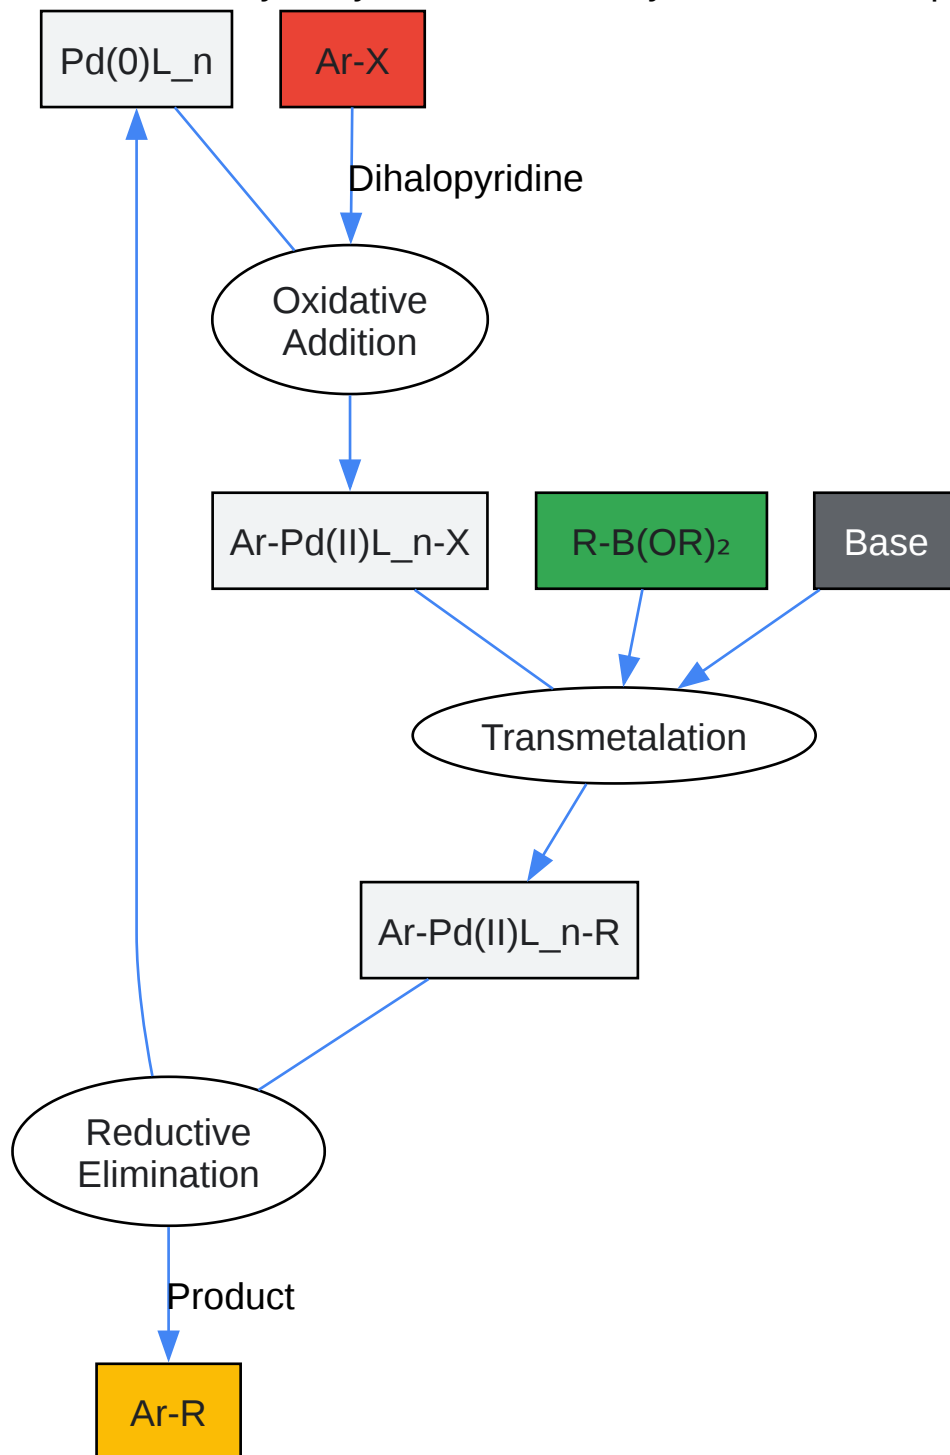 Pd(0)L_n
Ar-X
Dihalopyridine
Oxidative
Addition
Ar-Pd(II)L_n-X
R-B(OR)₂
Base
Transmetalation
Ar-Pd(II)L_n-R
Reductive
Elimination
Product
Ar-R